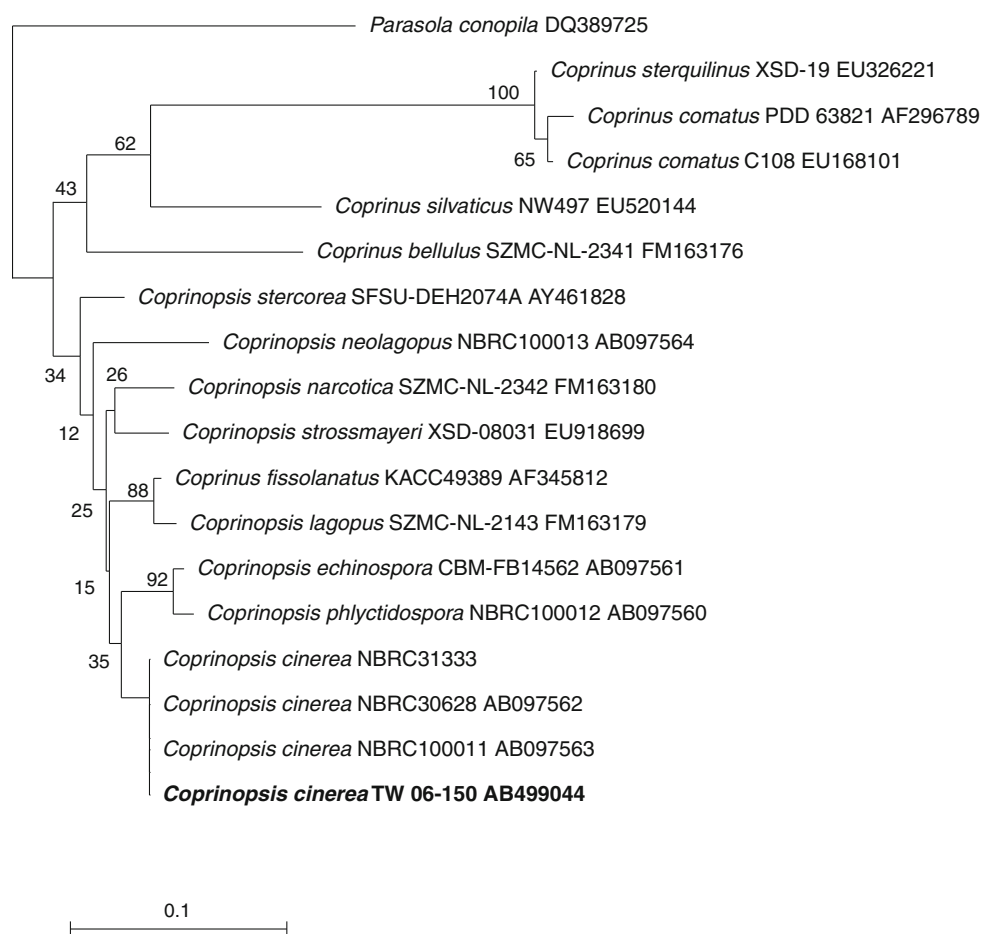 Parasola conopila DQ389725
Coprinus sterquilinus XSD-19 EU326221
100
Coprinus comatus PDD 63821 AF296789
62
65
Coprinus comatus C108 EU168101
43
Coprinus silvaticus NW497 EU520144
Coprinus bellulus SZMC-NL-2341 FM163176
Coprinopsis stercorea SFSU-DEH2074A AY461828
Coprinopsis neolagopus NBRC100013 AB097564
34
26
Coprinopsis narcotica SZMC-NL-2342 FM163180
12
Coprinopsis strossmayeri XSD-08031 EU918699
Coprinus fissolanatus KACC49389 AF345812
88
25
Coprinopsis lagopus SZMC-NL-2143 FM163179
Coprinopsis echinospora CBM-FB14562 AB097561
92
15
Coprinopsis phlyctidospora NBRC100012 AB097560
35
Coprinopsis cinerea NBRC31333
Coprinopsis cinerea NBRC30628 AB097562
Coprinopsis cinerea NBRC100011 AB097563
Coprinopsis cinerea TW 06-150 AB499044
0.1